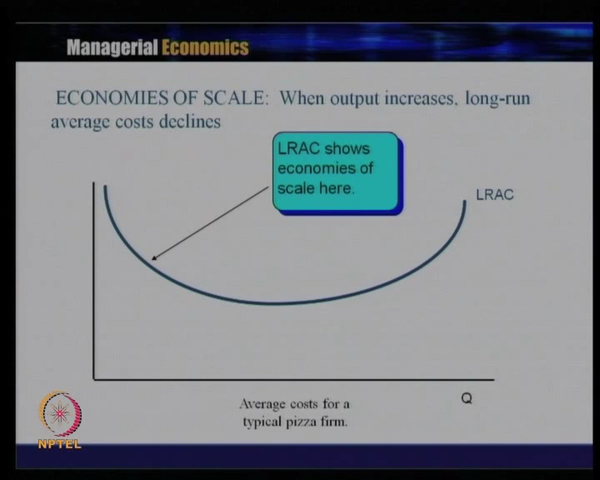 Managerial Economics
ECONOMIES OF SCALE: When output increases, long-run
average costs declines
LRAC shows
economies of
scale here.
LRAC
Q
Average costs for a
typical pizza firm.
NPTEL